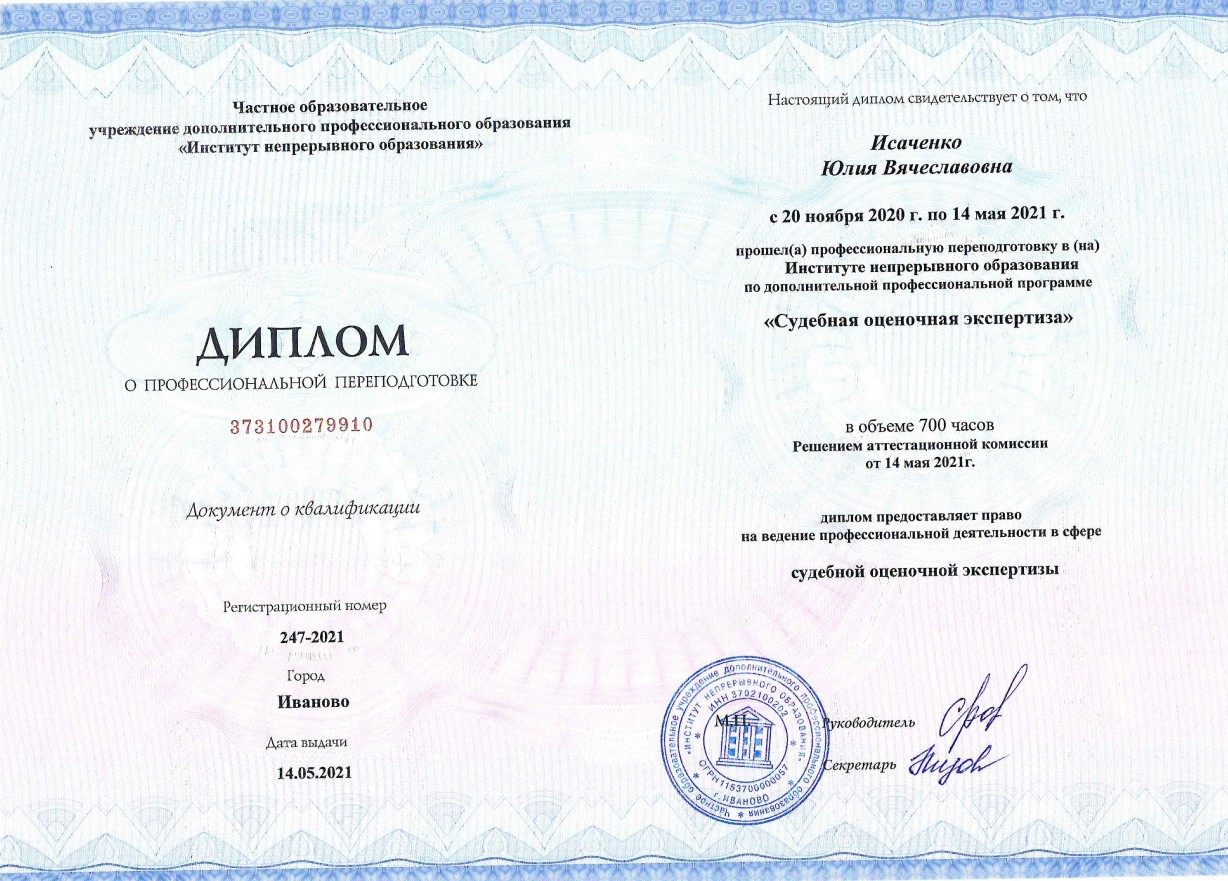 Частное образовательное
учреждение дополнительного профессионального образования
«Институт непрерывного образования»
ДИПЛОМ
О ПРОФЕССИОНАЛЬНОЙ ПЕРЕПОДГОТОВКЕ
373100279910
Документ о квалификации
Регистрационный номер
247-2021
Город
Иваново
Дата выдачи
14.05.2021
Настоящий диплом свидетельствует о том, что
Исаченко
Юлия Вячеславовна
с 20 ноября 2020 г. по 14 мая 2021 г.
прошел(а) профессиональную переподготовку в (на)
Институте непрерывного образования
по дополнительной профессиональной программе
«Судебная оценочная экспертиза»
в объеме 700 часов
Решением аттестационной комиссии
от 14 мая 2021г.
диплом предоставляет право
на ведение профессиональной деятельности в сфере
судебной оценочной экспертизы
М.П.
Руководитель
Секретарь
Частное образовательное учреждение дополнительного профессионального образования
«ИНСТИТУТ НЕПРЕРЫВНОГО ОБРАЗОВАНИЯ»
ИНН 3702100202
ОГРН 1153700000057
г. ИВАНОВО